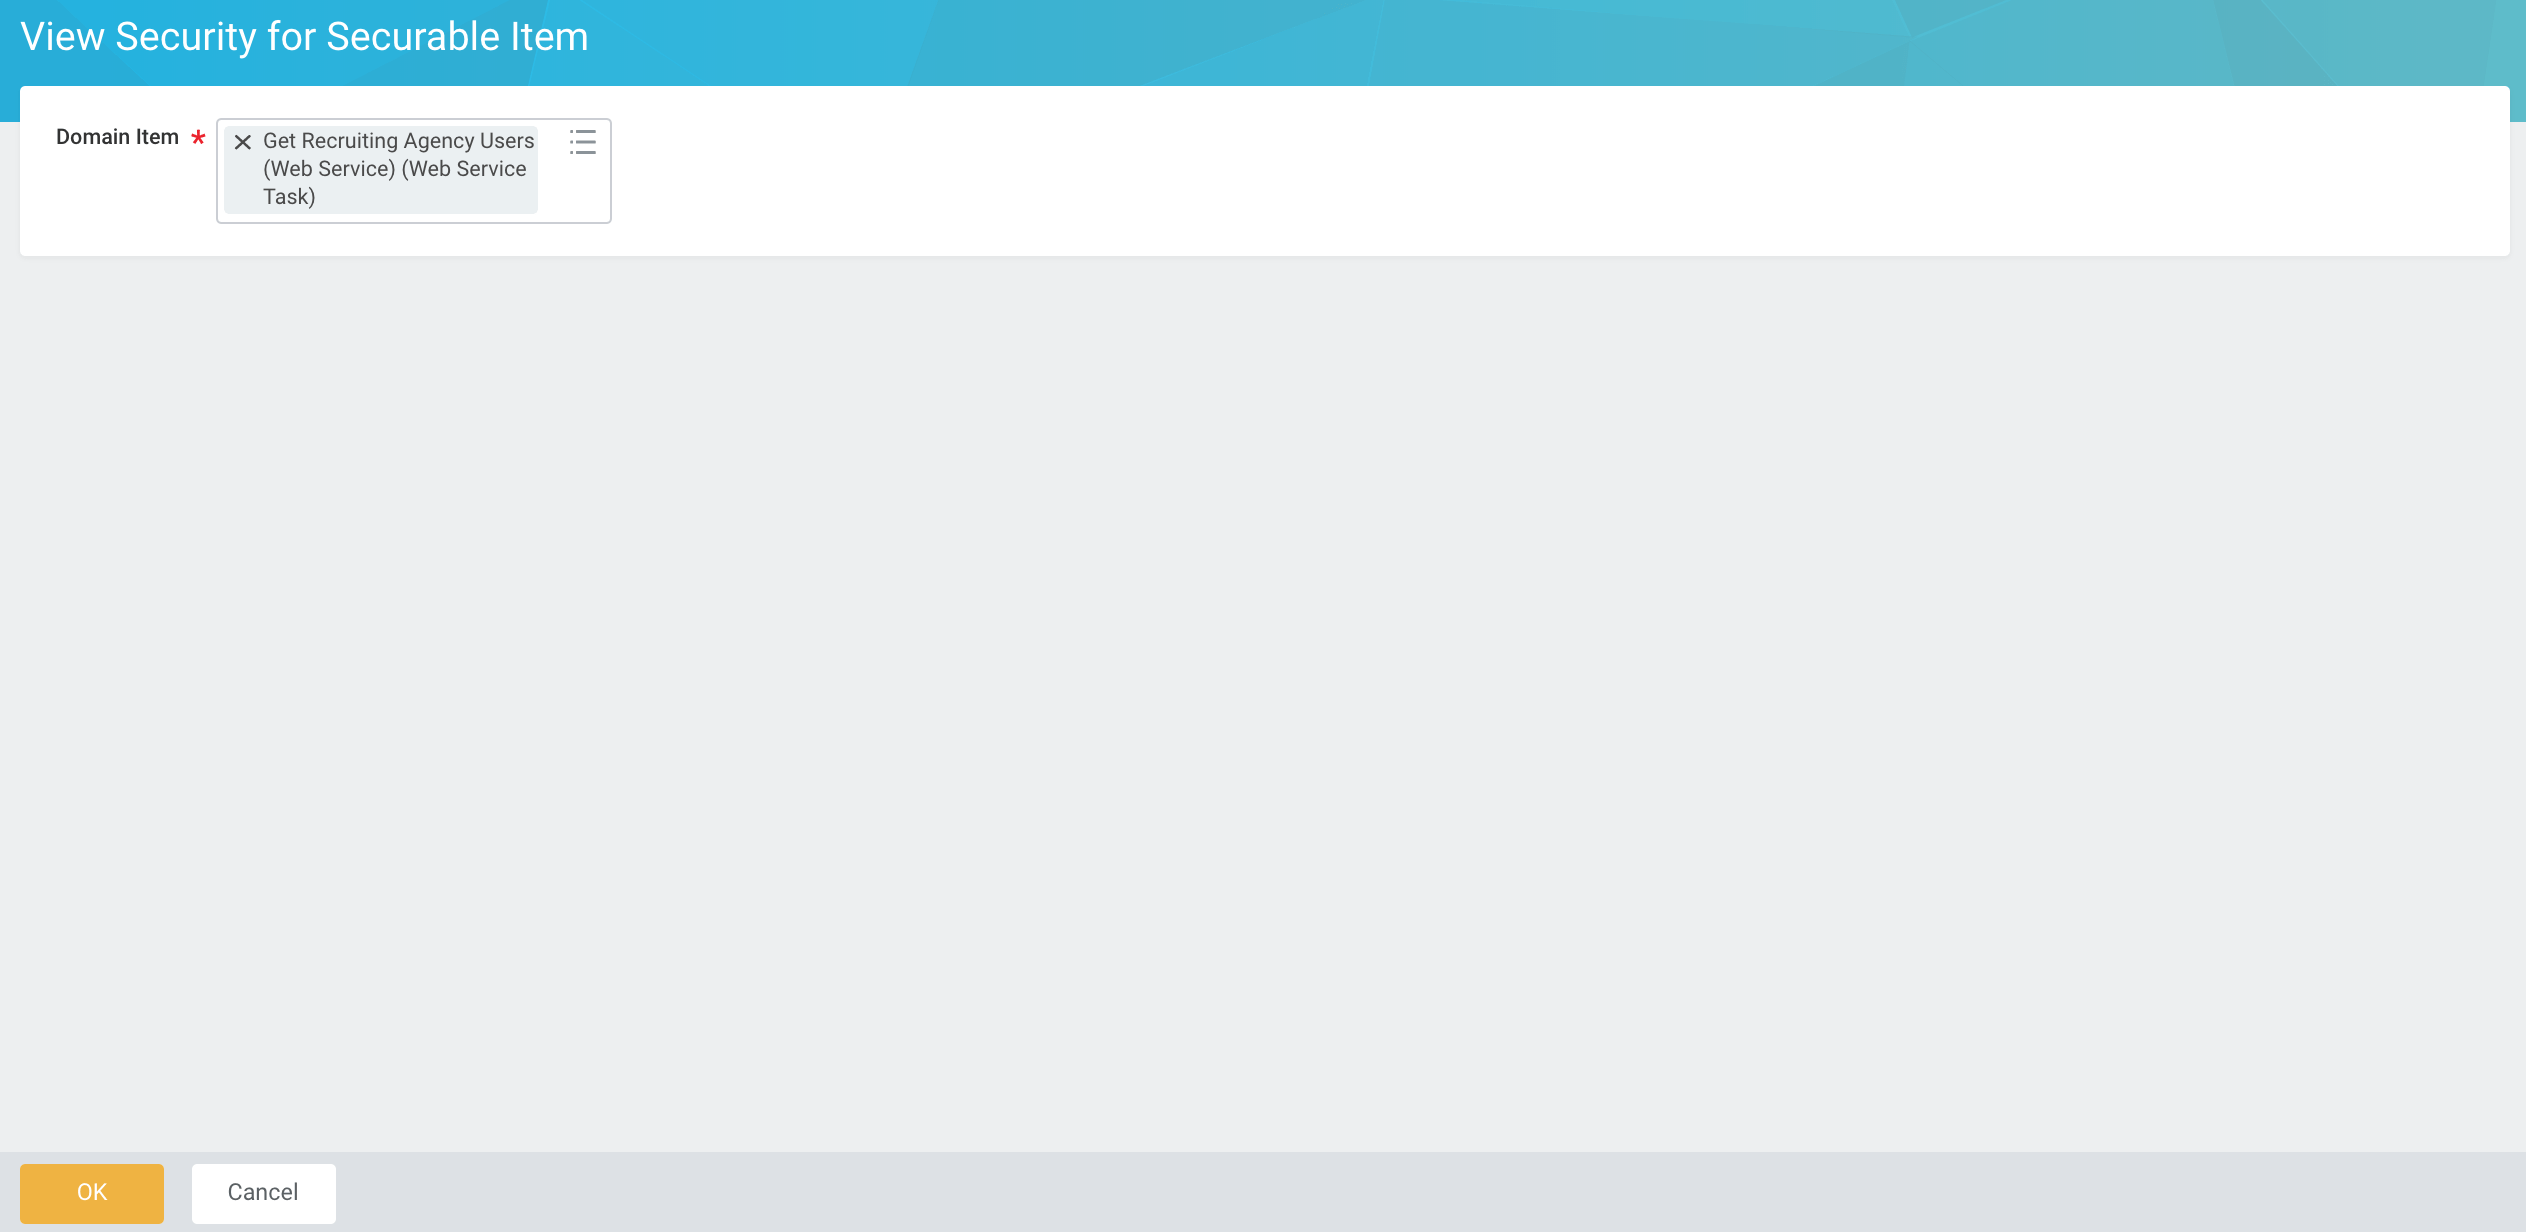 View Security for Securable Item
Domain Item *
Get Recruiting Agency Users
(Web Service) (Web Service
Task)
OK
Cancel